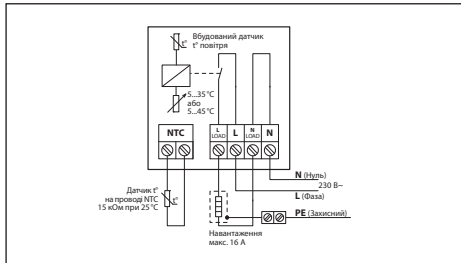 t°
Вбудований датчик
t° повітря
5...35 °C
або
5...45 °C
NTC
L
LOAD
L
N
LOAD
N
N (Нуль)
230 В~
L (Фаза)
PE (Захисний)
Датчик t°
на проводі NTC
15 кОм при 25 °C
t°
Навантаження
макс. 16 А